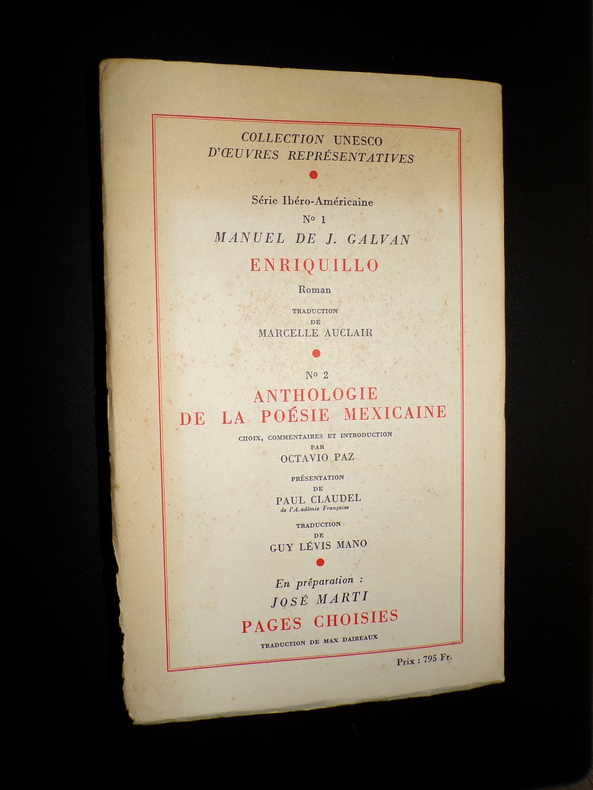 COLLECTION UNESCO
D'ŒUVRES REPRÉSENTATIVES
Série Ibéro-Américaine
Nº 1
MANUEL DE J. GALVAN
ENRIQUILLO
Roman
TRADUCTION
DE
MARCELLE AUCLAIR
Nº 2
ANTHOLOGIE
DE LA POÉSIE MEXICAINE
CHOIX, COMMENTAIRES ET INTRODUCTION
PAR
OCTAVIO PAZ
PRÉSENTATION
DE
PAUL CLAUDEL
de l'Académie Française
TRADUCTION
DE
GUY LÉVIS MANO
En préparation :
JOSÉ MARTI
PAGES CHOISIES
TRADUCTION DE MAX DAIREAUX
Prix : 795 Fr.